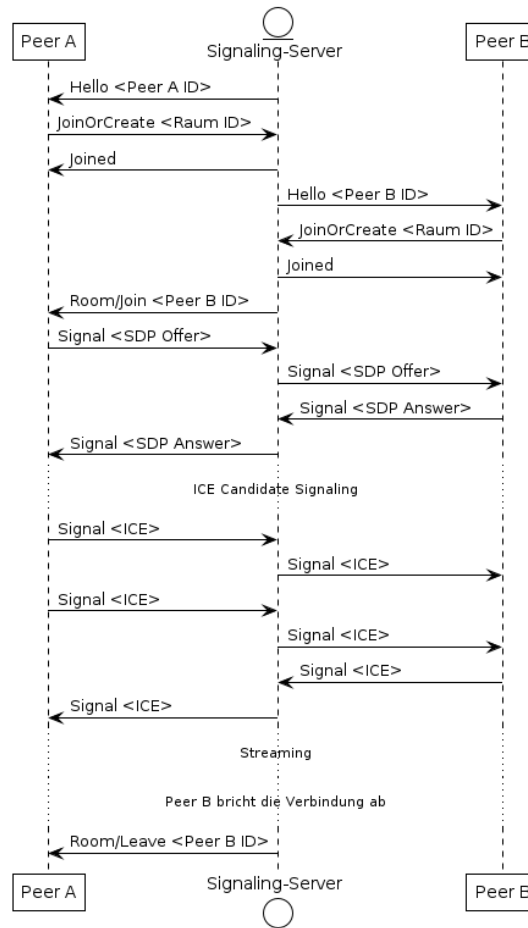 Peer A
Signaling-Server
Peer B
Hello <Peer A ID>
JoinOrCreate <Raum ID>
Joined
Hello <Peer B ID>
JoinOrCreate <Raum ID>
Joined
Room/Join <Peer B ID>
Signal <SDP Offer>
Signal <SDP Offer>
Signal <SDP Answer>
Signal <SDP Answer>
ICE Candidate Signaling
Signal <ICE>
Signal <ICE>
Signal <ICE>
Signal <ICE>
Signal <ICE>
Signal <ICE>
Streaming
Peer B bricht die Verbindung ab
Room/Leave <Peer B ID>
Peer A
Signaling-Server
Peer B